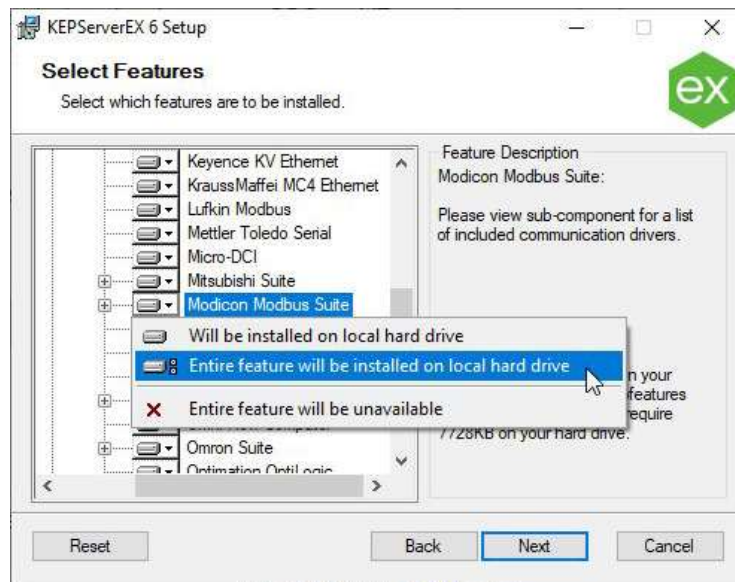 KEPServerEX 6 Setup
Select Features
Select which features are to be installed.
ex
Keyence KV Ethernet
KraussMaffei MC4 Ethernet
Lufkin Modbus
Mettler Toledo Serial
Micro-DCI
Mitsubishi Suite
Modicon Modbus Suite
Will be installed on local hard drive
Entire feature will be installed on local hard drive
Entire feature will be unavailable
Omron Suite
Optimation OptiLogic
Feature Description
Modicon Modbus Suite:
Please view sub-component for a list
of included communication drivers.
n your
features
require
7728KB on your hard drive.
Reset
Back
Next
Cancel